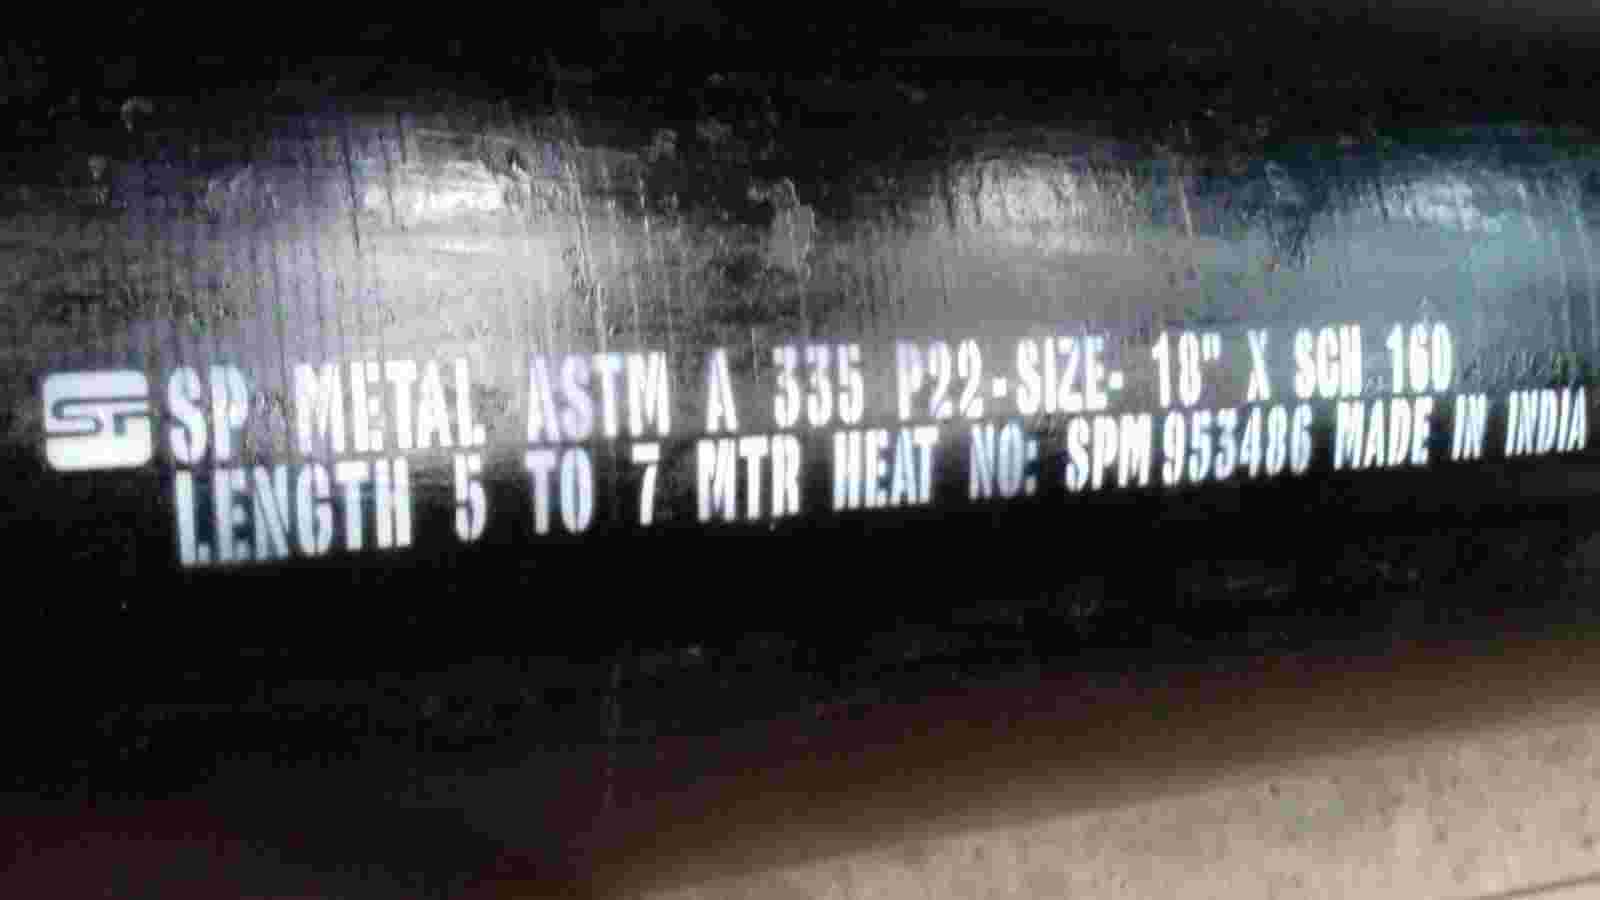 SP METAL ASTM A 335 P22-SIZE- 18" X SCH 160
LENGTH 5 TO 7 MTR HEAT NO: SPM 953486 MADE IN INDIA